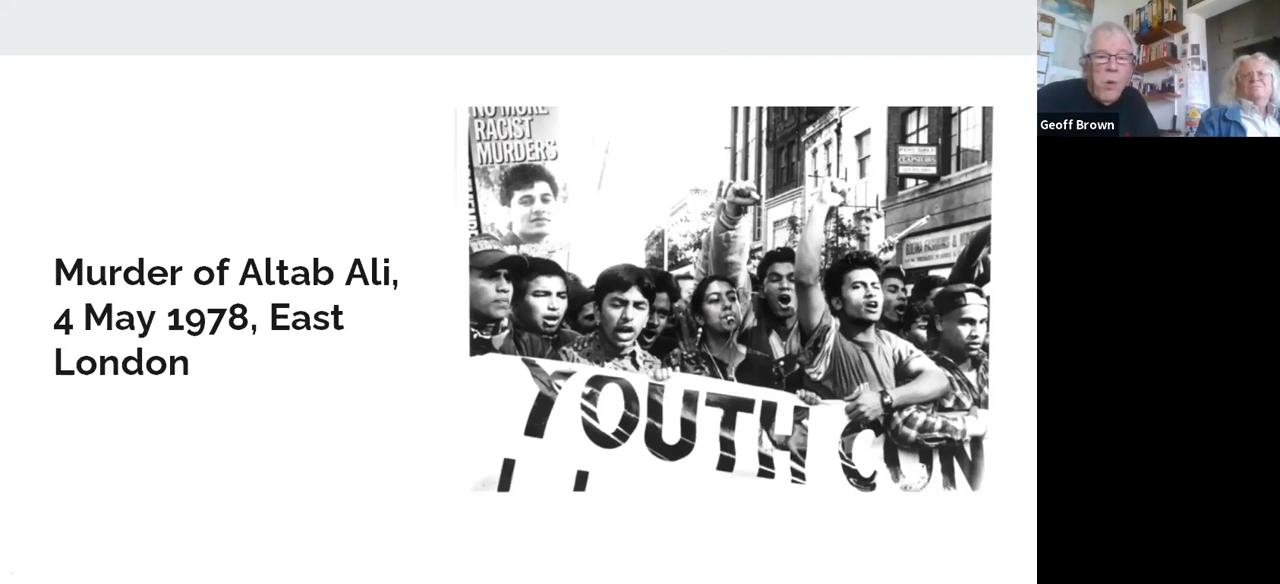 Murder of Altab Ali,
4 May 1978, East
London
NO MORE
RACIST
MURDERS
YOUTH CON
Geoff Brown